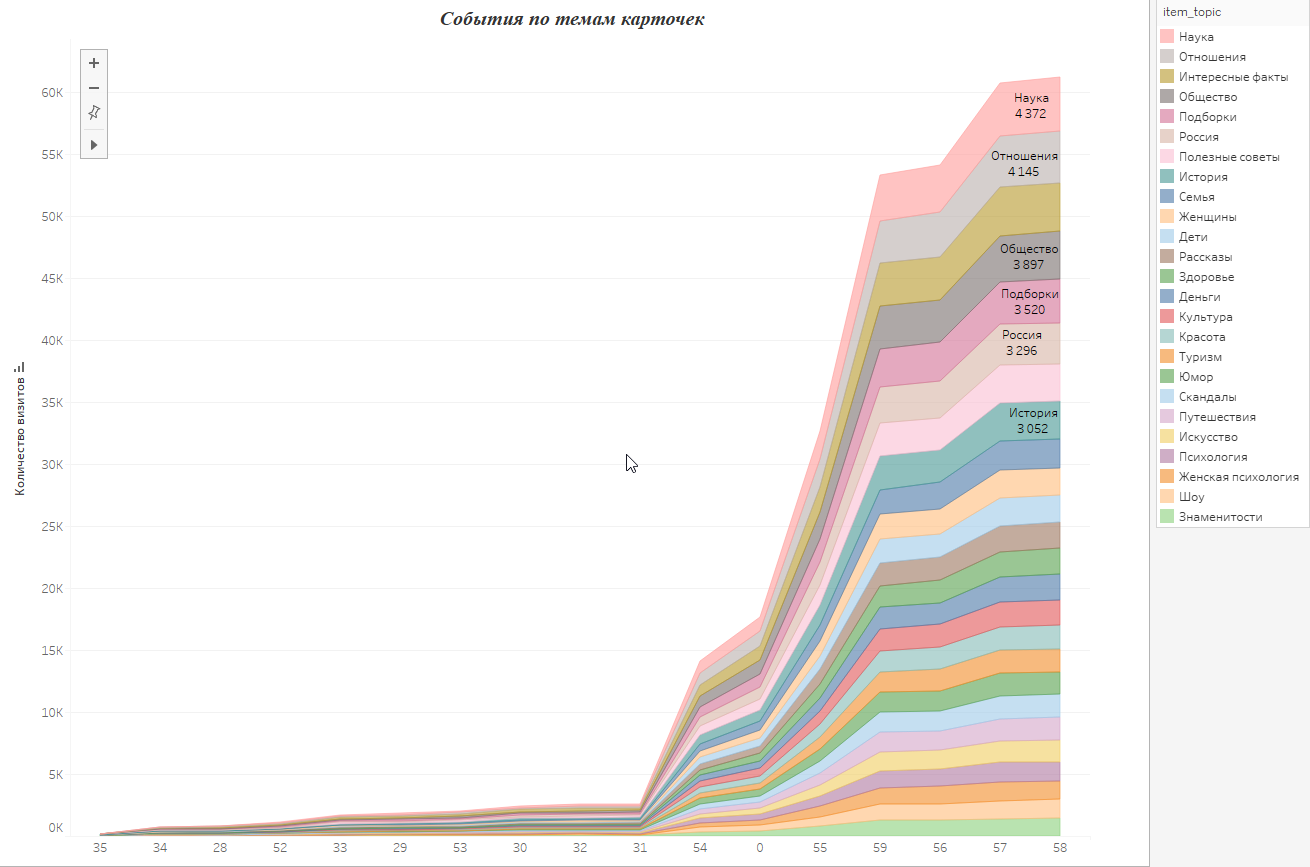 События по темам карточек
item_topic
Наука
Отношения
Интересные факты
Общество
Подборки
Россия
Полезные советы
История
Семья
Женщины
Дети
Рассказы
Здоровье
Деньги
Культура
Красота
Туризм
Юмор
Скандалы
Путешествия
Искусство
Психология
Женская психология
Шоу
Знаменитости
Количество визитов
60K
55K
50K
45K
40K
35K
30K
25K
20K
15K
10K
5K
0K
Наука
4 372
Отношения
4 145
Общество
3 897
Подборки
3 520
Россия
3 296
История
3 052
35 34 28 52 33 29 53 30 32 31 54 0 55 59 56 57 58